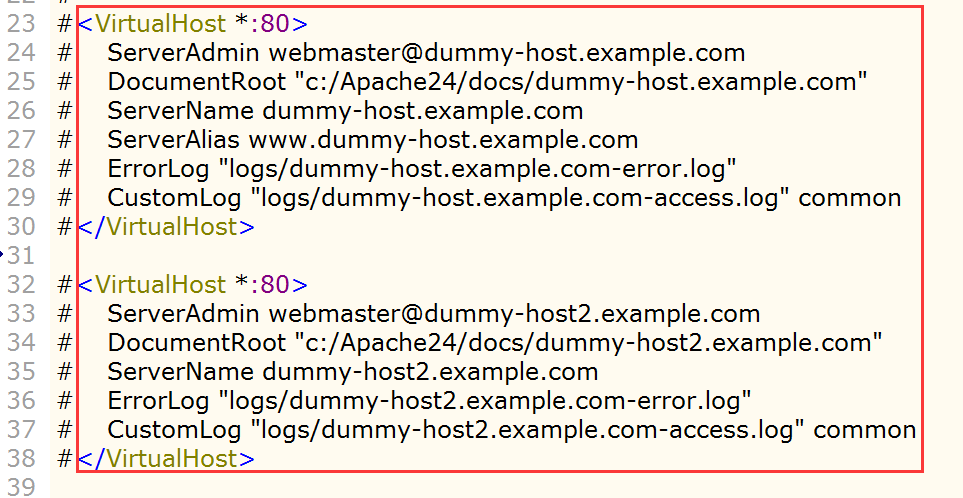 22 #
23 #<VirtualHost *:80>
24 #    ServerAdmin webmaster@dummy-host.example.com
25 #    DocumentRoot "c:/Apache24/docs/dummy-host.example.com"
26 #    ServerName dummy-host.example.com
27 #    ServerAlias www.dummy-host.example.com
28 #    ErrorLog "logs/dummy-host.example.com-error.log"
29 #    CustomLog "logs/dummy-host.example.com-access.log" common
30 #</VirtualHost>
31
32 #<VirtualHost *:80>
33 #    ServerAdmin webmaster@dummy-host2.example.com
34 #    DocumentRoot "c:/Apache24/docs/dummy-host2.example.com"
35 #    ServerName dummy-host2.example.com
36 #    ErrorLog "logs/dummy-host2.example.com-error.log"
37 #    CustomLog "logs/dummy-host2.example.com-access.log" common
38 #</VirtualHost>
39